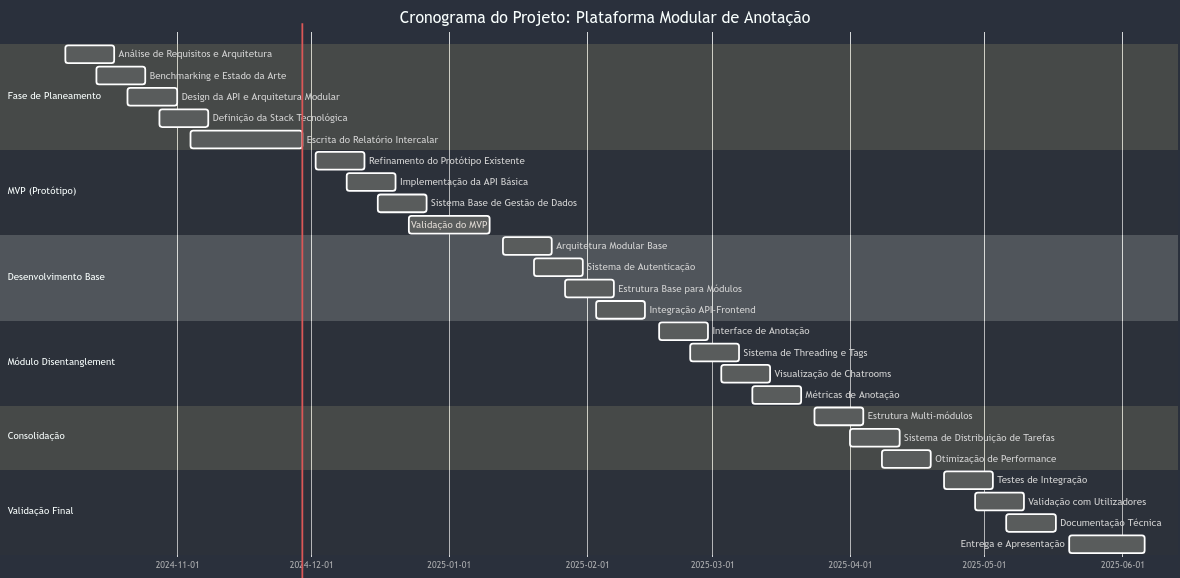 Cronograma do Projeto: Plataforma Modular de Anotação
Fase de Planeamento
Análise de Requisitos e Arquitetura
Benchmarking e Estado da Arte
Design da API e Arquitetura Modular
Definição da Stack Tecnológica
Escrita do Relatório Intercalar
MVP (Protótipo)
Refinamento do Protótipo Existente
Implementação da API Básica
Sistema Base de Gestão de Dados
Validação do MVP
Desenvolvimento Base
Arquitetura Modular Base
Sistema de Autenticação
Estrutura Base para Módulos
Integração API-Frontend
Módulo Disentanglement
Interface de Anotação
Sistema de Threading e Tags
Visualização de Chatrooms
Métricas de Anotação
Consolidação
Estrutura Multi-módulos
Sistema de Distribuição de Tarefas
Otimização de Performance
Validação Final
Testes de Integração
Validação com Utilizadores
Documentação Técnica
Entrega e Apresentação
2024-11-01
2024-12-01
2025-01-01
2025-02-01
2025-03-01
2025-04-01
2025-05-01
2025-06-01